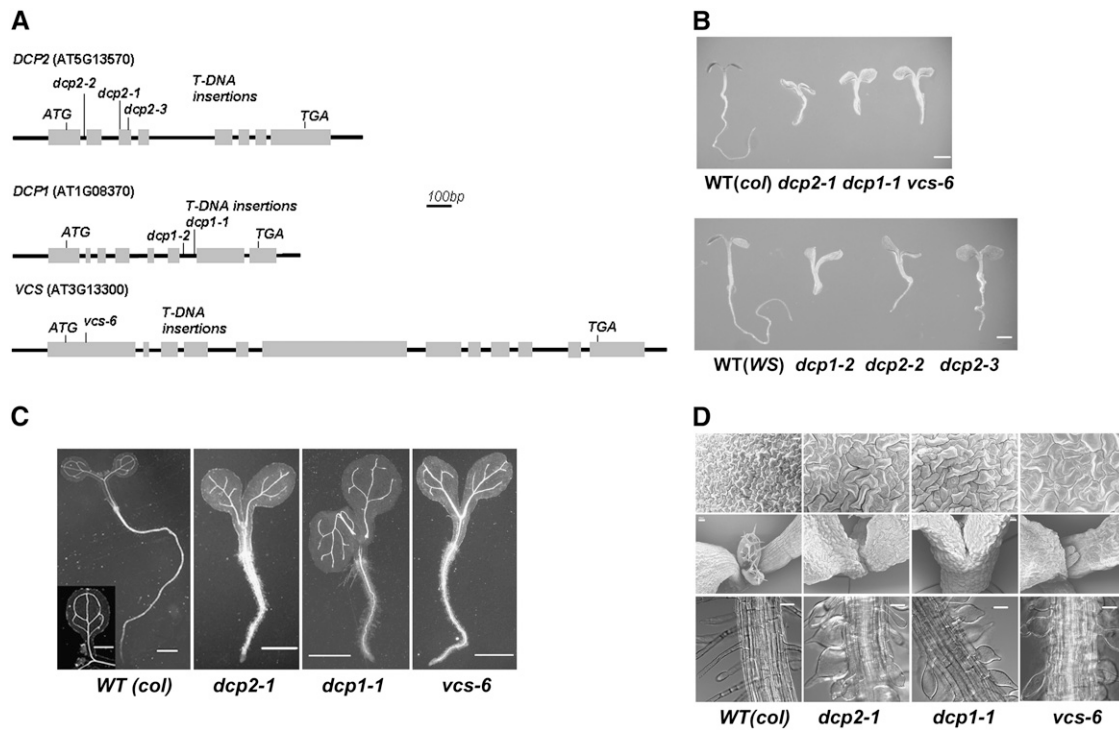 A
DCP2 (AT5G13570)
dcp2-2
dcp2-1
dcp2-3
T-DNA
insertions
ATG
TGA
DCP1 (AT1G08370)
100bp
T-DNA insertions
ATG
dcp1-2
dcp1-1
TGA
VCS (AT3G13300)
ATG
vcs-6
T-DNA
insertions
TGA
B
WT(col) dcp2-1 dcp1-1 vcs-6
WT(WS) dcp1-2 dcp2-2 dcp2-3
C
WT (col) dcp2-1 dcp1-1 vcs-6
D
WT(col) dcp2-1 dcp1-1 vcs-6